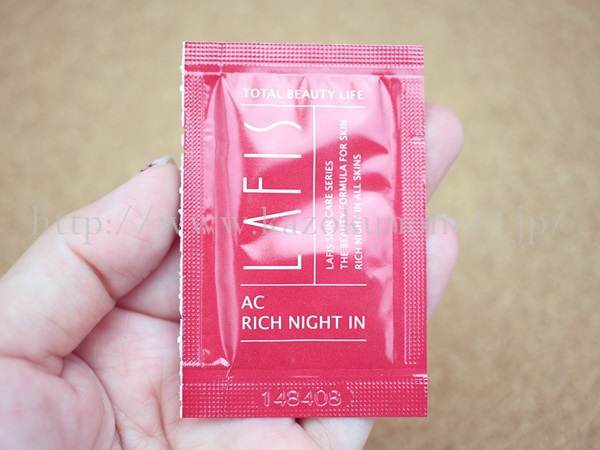 TOTAL BEAUTY LIFE
LAFIS
LAFIS SKIN CARE SERIES
THE BEAUTY FORMULA FOR SKIN
RICH NIGHT IN ALL SKINS
AC
RICH NIGHT IN
148408